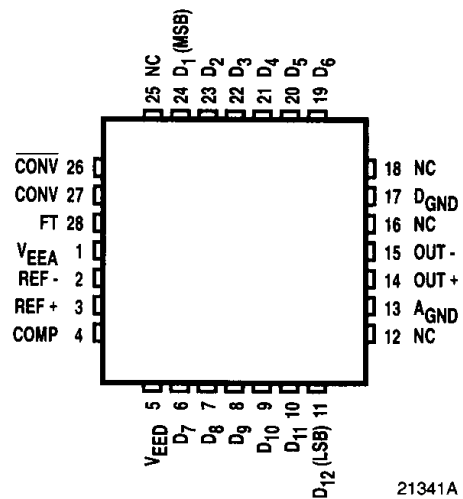 25 NC
24 D1 (MSB)
23 D2
22 D3
21 D4
20 D5
19 D6
CONV 26
CONV 27
FT 28
VEEA 1
REF - 2
REF + 3
COMP 4
18 NC
17 DGND
16 NC
15 OUT -
14 OUT +
13 AGND
12 NC
VEED 5
D7 6
D8 7
D9 8
D10 9
D11 10
D12 (LSB) 11
21341A